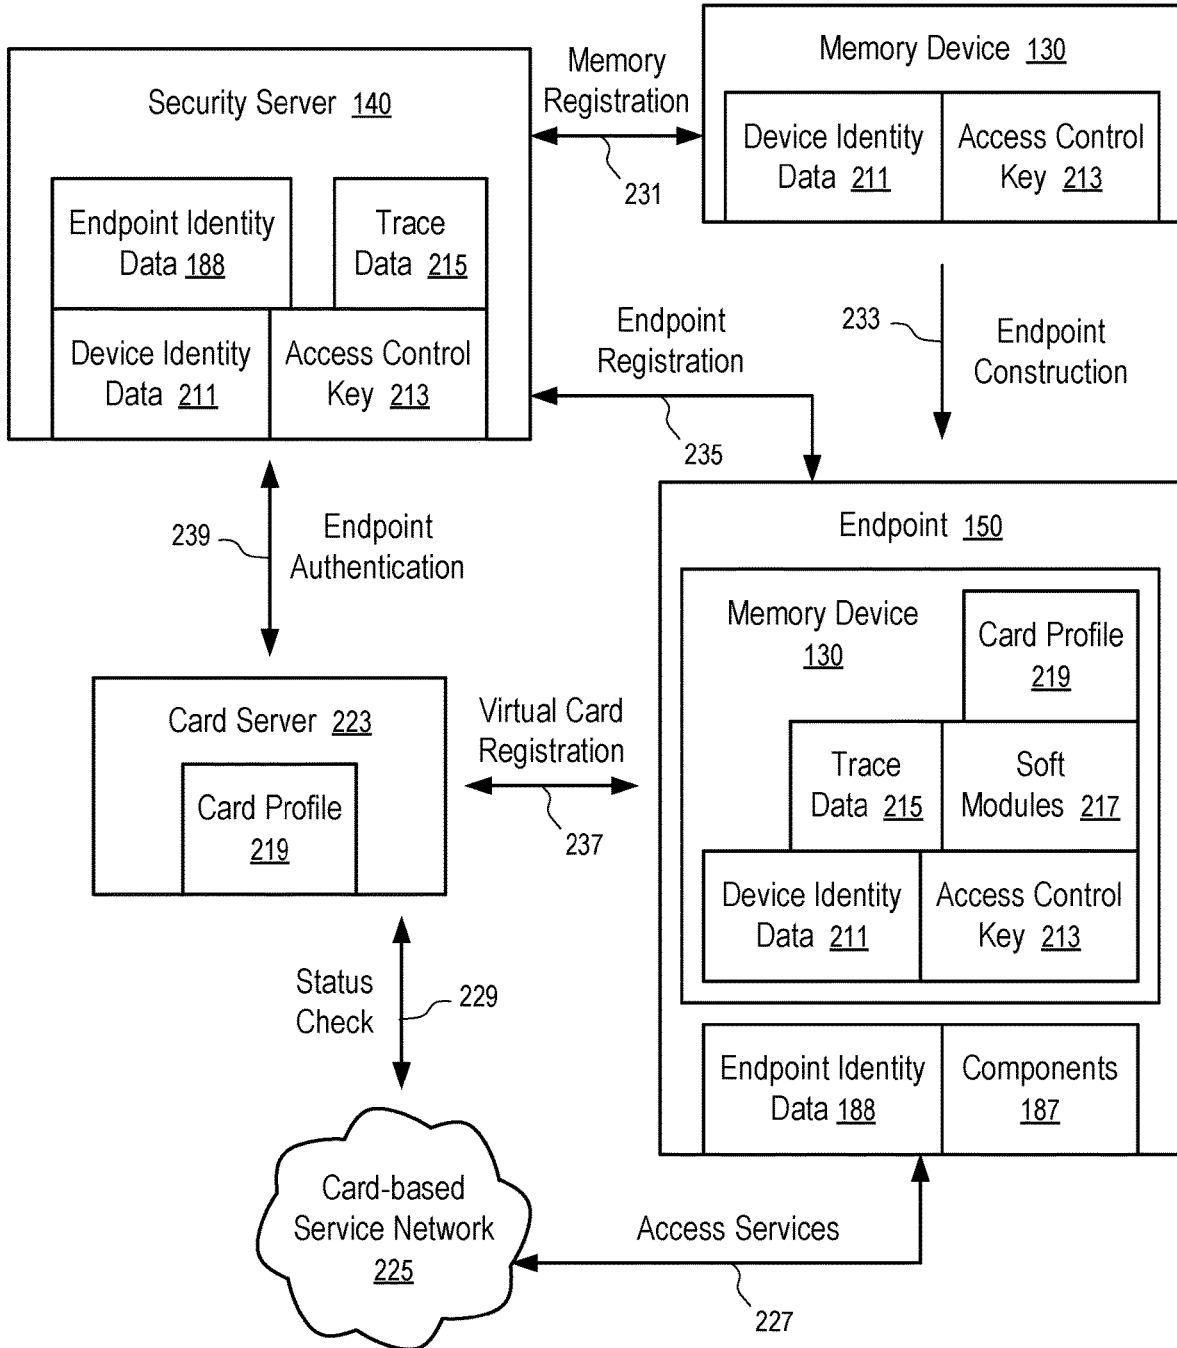 Memory Device 130
Device Identity
Data 211
Access Control
Key 213
Memory
Registration
231
Security Server 140
Endpoint Identity
Data 188
Trace
Data 215
Device Identity
Data 211
Access Control
Key 213
Endpoint
Registration
235
233
Endpoint
Construction
239
Endpoint
Authentication
Endpoint 150
Memory Device
130
Card Profile
219
Trace
Data 215
Soft
Modules 217
Device Identity
Data 211
Access Control
Key 213
Endpoint Identity
Data 188
Components
187
Card Server 223
Card Profile
219
Virtual Card
Registration
237
Status
Check
229
Card-based
Service Network
225
Access Services
227